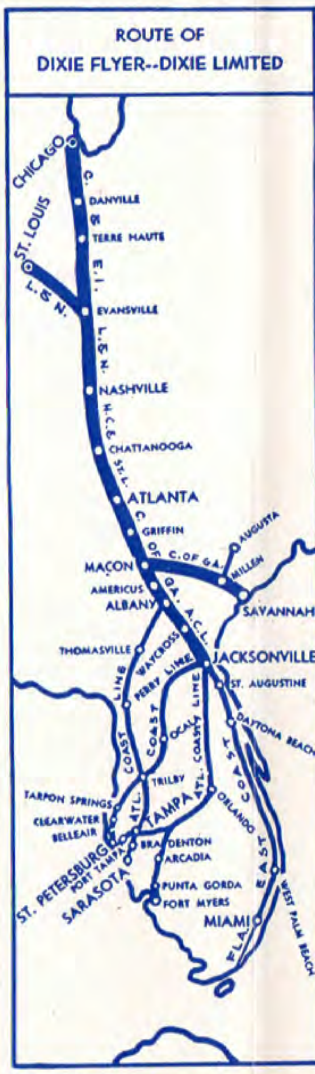 ROUTE OF
DIXIE FLYER--DIXIE LIMITED
CHICAGO
C. & E. I.
DANVILLE
TERRE HAUTE
ST. LOUIS
L. & N.
EVANSVILLE
L. & N.
NASHVILLE
N. C. & ST. L.
CHATTANOOGA
ATLANTA
C. OF GA.
GRIFFIN
AUGUSTA
MACON
C. OF GA.
MILLEN
AMERICUS
SAVANNAH
ALBANY
A. C. L.
THOMASVILLE
WAYCROSS
JACKSONVILLE
PERRY LINE
ST. AUGUSTINE
ATL. COAST LINE
DAYTONA BEACH
OCALA
ATL. COAST LINE
TRILBY
TARPON SPRINGS
CLEARWATER
BELLEAIR
TAMPA
ORLANDO
ST. PETERSBURG
PORT TAMPA
BRADENTON
SARASOTA
ARCADIA
PUNTA GORDA
FORT MYERS
FLA. EAST COAST
WEST PALM BEACH
MIAMI